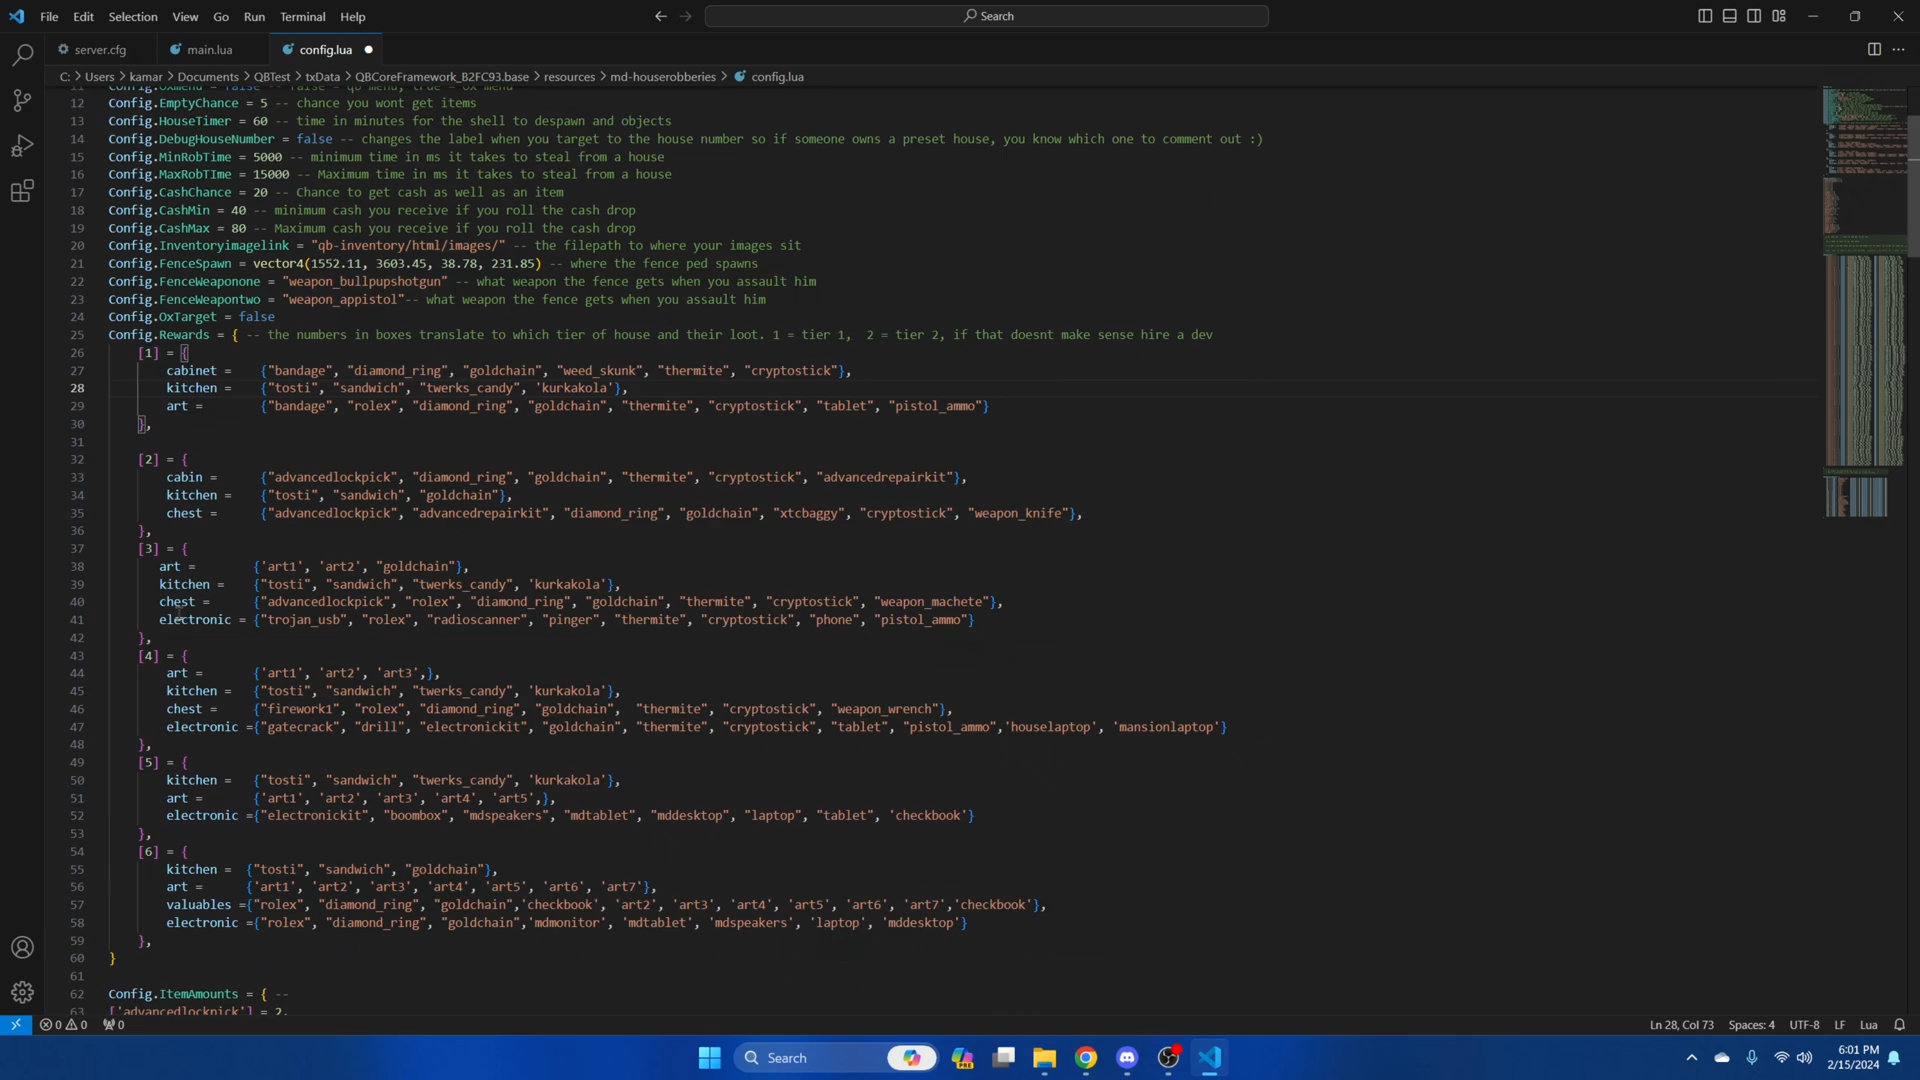 File Edit Selection View Go Run Terminal Help
Search
server.cfg main.lua config.lua
C: > Users > kamar > Documents > QBTest > txData > QBCoreFramework_B2FC93.base > resources > md-houserobberies > config.lua
11 Config.OxMenu = false -- false = qb menu, true = ox menu
12 Config.EmptyChance = 5 -- chance you wont get items
13 Config.HouseTimer = 60 -- time in minutes for the shell to despawn and objects
14 Config.DebugHouseNumber = false -- changes the label when you target to the house number so if someone owns a preset house, you know which one to comment out :)
15 Config.MinRobTime = 5000 -- minimum time in ms it takes to steal from a house
16 Config.MaxRobTIme = 15000 -- Maximum time in ms it takes to steal from a house
17 Config.CashChance = 20 -- Chance to get cash as well as an item
18 Config.CashMin = 40 -- minimum cash you receive if you roll the cash drop
19 Config.CashMax = 80 -- Maximum cash you receive if you roll the cash drop
20 Config.Inventoryimagelink = "qb-inventory/html/images/" -- the filepath to where your images sit
21 Config.FenceSpawn = vector4(1552.11, 3603.45, 38.78, 231.85) -- where the fence ped spawns
22 Config.FenceWeaponone = "weapon_bullpupshotgun" -- what weapon the fence gets when you assault him
23 Config.FenceWeapontwo = "weapon_appistol"-- what weapon the fence gets when you assault him
24 Config.OxTarget = false
25 Config.Rewards = { -- the numbers in boxes translate to which tier of house and their loot. 1 = tier 1, 2 = tier 2, if that doesnt make sense hire a dev
26 [1] = {
27 cabinet = {"bandage", "diamond_ring", "goldchain", "weed_skunk", "thermite", "cryptostick"},
28 kitchen = {"tosti", "sandwich", "twerks_candy", 'kurkakola'},
29 art = {"bandage", "rolex", "diamond_ring", "goldchain", "thermite", "cryptostick", "tablet", "pistol_ammo"}
30 },
31
32 [2] = {
33 cabin = {"advancedlockpick", "diamond_ring", "goldchain", "thermite", "cryptostick", "advancedrepairkit"},
34 kitchen = {"tosti", "sandwich", "goldchain"},
35 chest = {"advancedlockpick", "advancedrepairkit", "diamond_ring", "goldchain", "xtcbaggy", "cryptostick", "weapon_knife"},
36 },
37 [3] = {
38 art = {'art1', 'art2', "goldchain"},
39 kitchen = {"tosti", "sandwich", "twerks_candy", 'kurkakola'},
40 chest = {"advancedlockpick", "rolex", "diamond_ring", "goldchain", "thermite", "cryptostick", "weapon_machete"},
41 electronic = {"trojan_usb", "rolex", "radioscanner", "pinger", "thermite", "cryptostick", "phone", "pistol_ammo"}
42 },
43 [4] = {
44 art = {'art1', 'art2', 'art3',},
45 kitchen = {"tosti", "sandwich", "twerks_candy", 'kurkakola'},
46 chest = {"firework1", "rolex", "diamond_ring", "goldchain", "thermite", "cryptostick", "weapon_wrench"},
47 electronic ={"gatecrack", "drill", "electronickit", "goldchain", "thermite", "cryptostick", "tablet", "pistol_ammo",'houselaptop', 'mansionlaptop'}
48 },
49 [5] = {
50 kitchen = {"tosti", "sandwich", "twerks_candy", 'kurkakola'},
51 art = {'art1', 'art2', 'art3', 'art4', 'art5',},
52 electronic ={"electronickit", "boombox", "mdspeakers", "mdtablet", "mddesktop", "laptop", "tablet", 'checkbook'}
53 },
54 [6] = {
55 kitchen = {"tosti", "sandwich", "goldchain"},
56 art = {'art1', 'art2', 'art3', 'art4', 'art5', 'art6', 'art7'},
57 valuables ={"rolex", "diamond_ring", "goldchain",'checkbook', 'art2', 'art3', 'art4', 'art5', 'art6', 'art7','checkbook'},
58 electronic ={"rolex", "diamond_ring", "goldchain",'mdmonitor', 'mdtablet', 'mdspeakers', 'laptop', 'mddesktop'}
59 },
60 }
61
62 Config.ItemAmounts = { --
63 ['advancedlockpick'] = 2,
0 0 0 Ln 28, Col 73 Spaces: 4 UTF-8 LF Lua
Search PRE 6:01 PM
2/15/2024